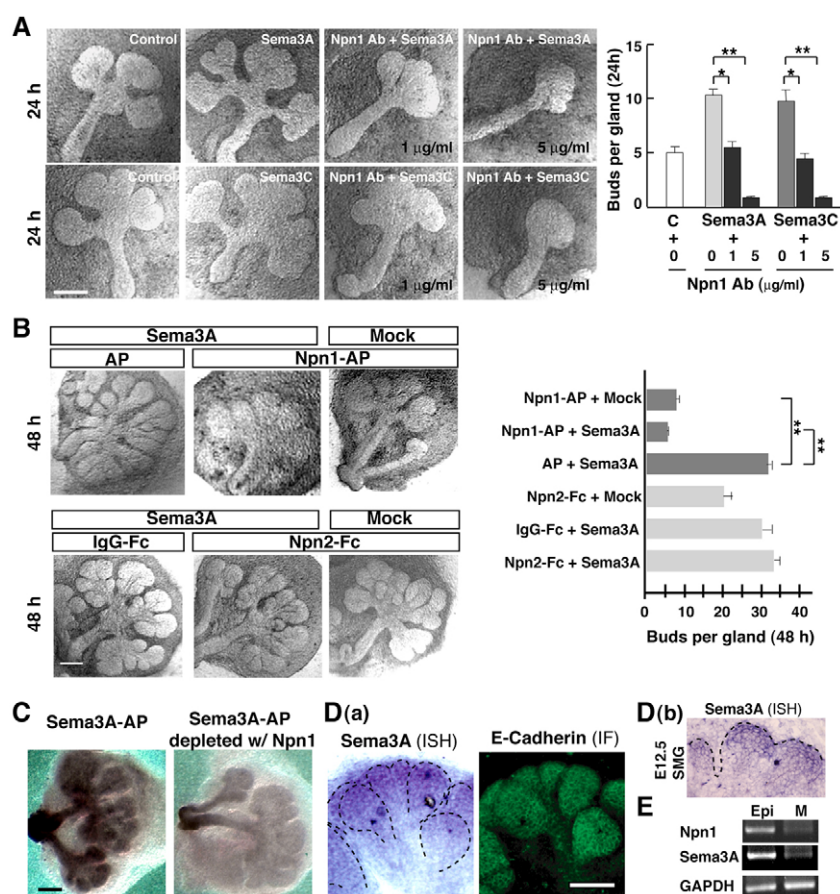 A
24 h
Control
Sema3A
Npn1 Ab + Sema3A
1 μg/ml
Npn1 Ab + Sema3A
5 μg/ml
24 h
Control
Sema3C
Npn1 Ab + Sema3C
1 μg/ml
Npn1 Ab + Sema3C
5 μg/ml
Buds per gland (24h)
15
10
5
0
**
*
**
*
C Sema3A Sema3C
+ + +
0 0 1 5 0 1 5
Npn1 Ab (μg/ml)
B
Sema3A Mock
AP Npn1-AP
48 h
Sema3A Mock
IgG-Fc Npn2-Fc
48 h
Npn1-AP + Mock
Npn1-AP + Sema3A
AP + Sema3A
Npn2-Fc + Mock
IgG-Fc + Sema3A
Npn2-Fc + Sema3A
**
**
0 10 20 30 40
Buds per gland (48 h)
C
Sema3A-AP
Sema3A-AP
depleted w/ Npn1
D(a)
Sema3A (ISH)
E-Cadherin (IF)
D(b)
Sema3A (ISH)
E12.5
SMG
E
Epi M
Npn1
Sema3A
GAPDH